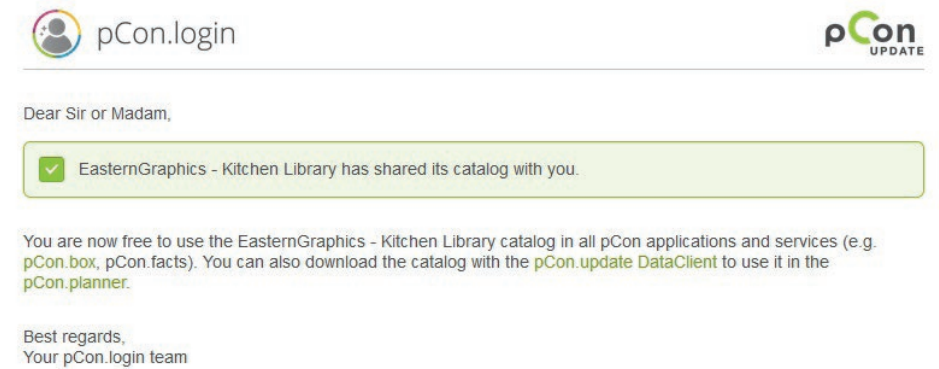 pCon.login
pCon
UPDATE
Dear Sir or Madam,
EasternGraphics - Kitchen Library has shared its catalog with you.
You are now free to use the EasternGraphics - Kitchen Library catalog in all pCon applications and services (e.g.
pCon.box, pCon.facts). You can also download the catalog with the pCon.update DataClient to use it in the
pCon.planner.
Best regards,
Your pCon.login team